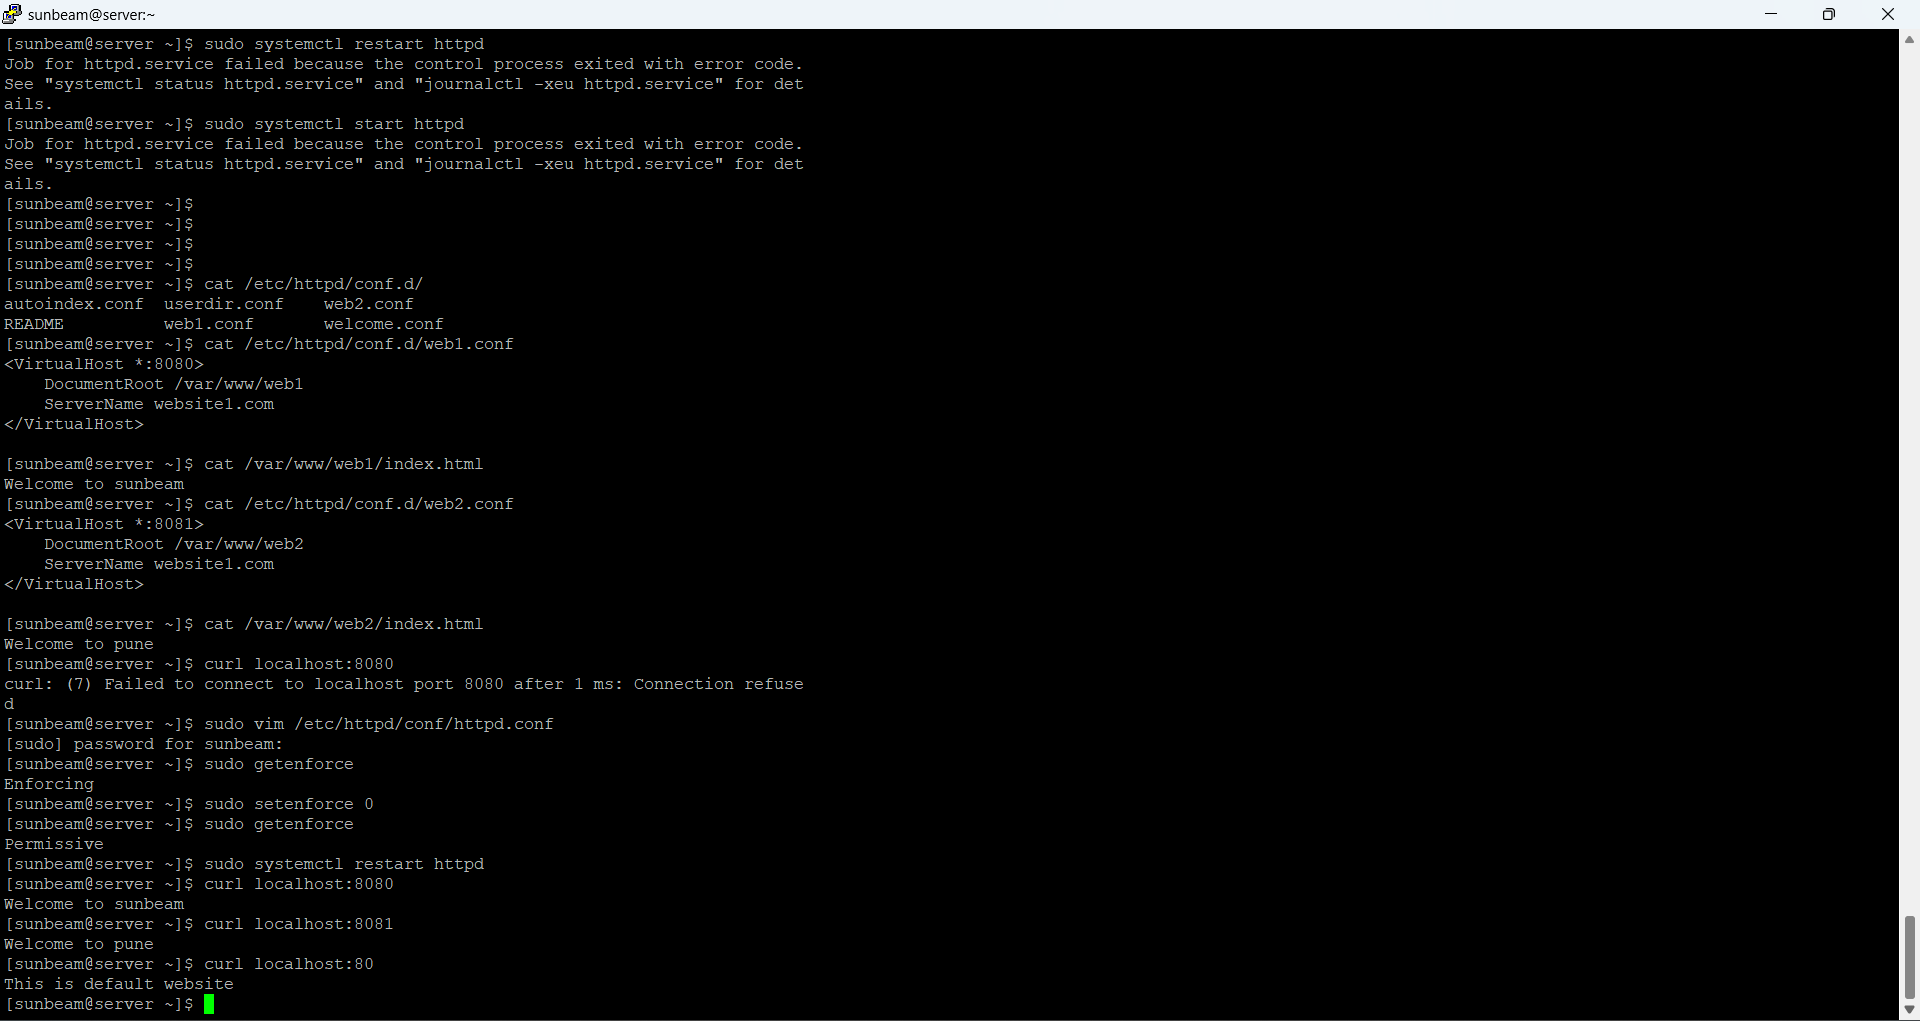 sunbeam@server:~
[sunbeam@server ~]$ sudo systemctl restart httpd
Job for httpd.service failed because the control process exited with error code.
See "systemctl status httpd.service" and "journalctl -xeu httpd.service" for det
ails.
[sunbeam@server ~]$ sudo systemctl start httpd
Job for httpd.service failed because the control process exited with error code.
See "systemctl status httpd.service" and "journalctl -xeu httpd.service" for det
ails.
[sunbeam@server ~]$
[sunbeam@server ~]$
[sunbeam@server ~]$
[sunbeam@server ~]$
[sunbeam@server ~]$ cat /etc/httpd/conf.d/
autoindex.conf  userdir.conf    web2.conf
README          web1.conf       welcome.conf
[sunbeam@server ~]$ cat /etc/httpd/conf.d/web1.conf
<VirtualHost *:8080>
    DocumentRoot /var/www/web1
    ServerName website1.com
</VirtualHost>

[sunbeam@server ~]$ cat /var/www/web1/index.html
Welcome to sunbeam
[sunbeam@server ~]$ cat /etc/httpd/conf.d/web2.conf
<VirtualHost *:8081>
    DocumentRoot /var/www/web2
    ServerName website1.com
</VirtualHost>

[sunbeam@server ~]$ cat /var/www/web2/index.html
Welcome to pune
[sunbeam@server ~]$ curl localhost:8080
curl: (7) Failed to connect to localhost port 8080 after 1 ms: Connection refuse
d
[sunbeam@server ~]$ sudo vim /etc/httpd/conf/httpd.conf
[sudo] password for sunbeam:
[sunbeam@server ~]$ sudo getenforce
Enforcing
[sunbeam@server ~]$ sudo setenforce 0
[sunbeam@server ~]$ sudo getenforce
Permissive
[sunbeam@server ~]$ sudo systemctl restart httpd
[sunbeam@server ~]$ curl localhost:8080
Welcome to sunbeam
[sunbeam@server ~]$ curl localhost:8081
Welcome to pune
[sunbeam@server ~]$ curl localhost:80
This is default website
[sunbeam@server ~]$